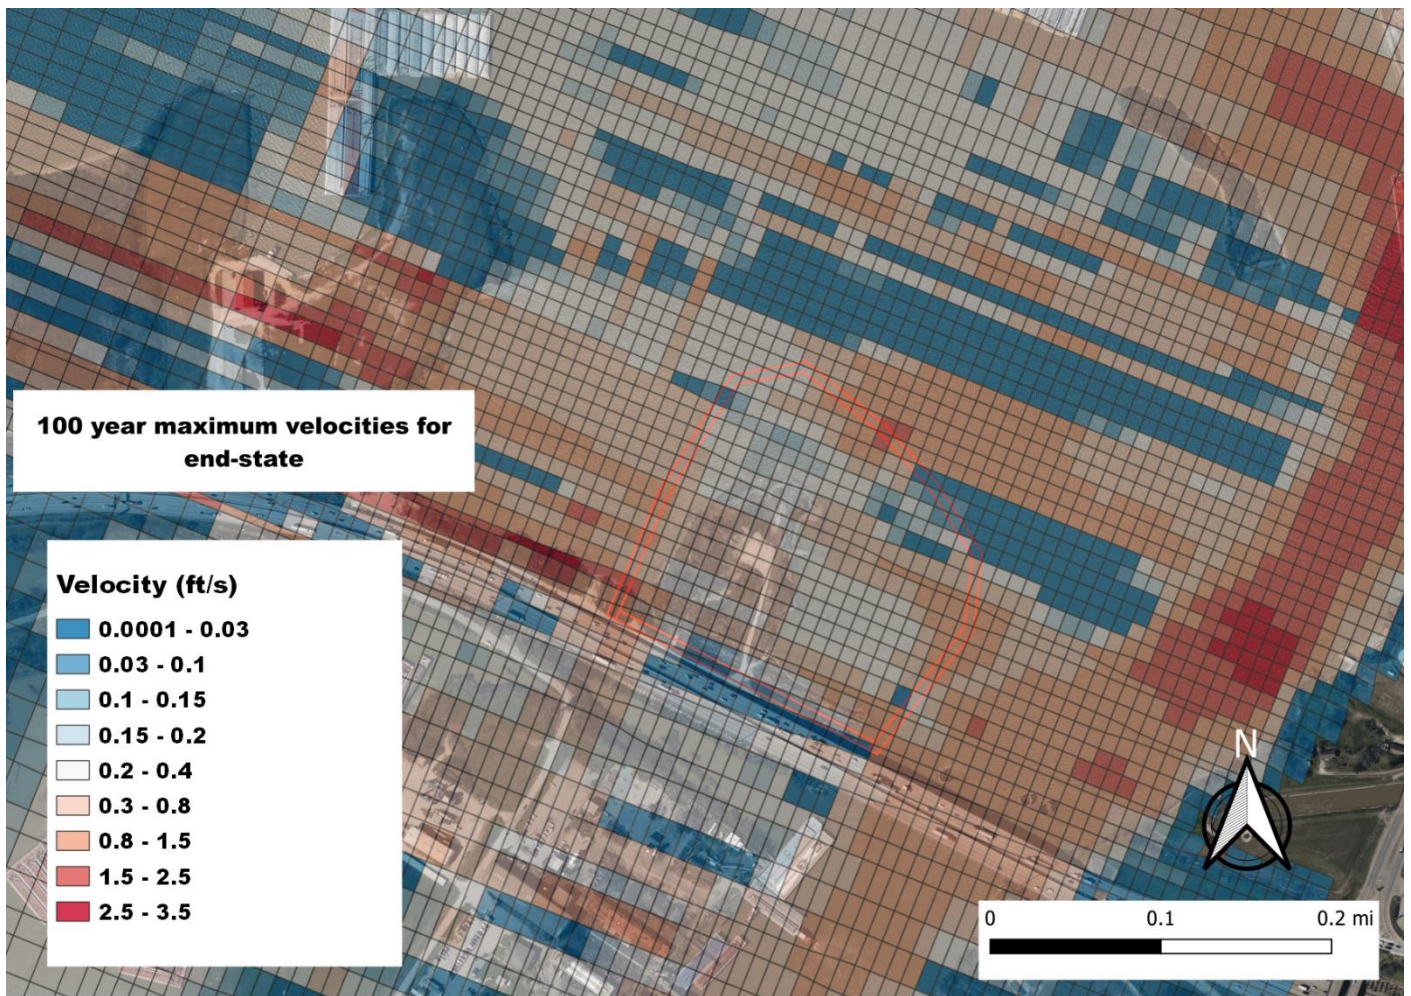 100 year maximum velocities for
end-state
Velocity (ft/s)
0.0001 - 0.03
0.03 - 0.1
0.1 - 0.15
0.15 - 0.2
0.2 - 0.4
0.3 - 0.8
0.8 - 1.5
1.5 - 2.5
2.5 - 3.5
N
0 0.1 0.2 mi